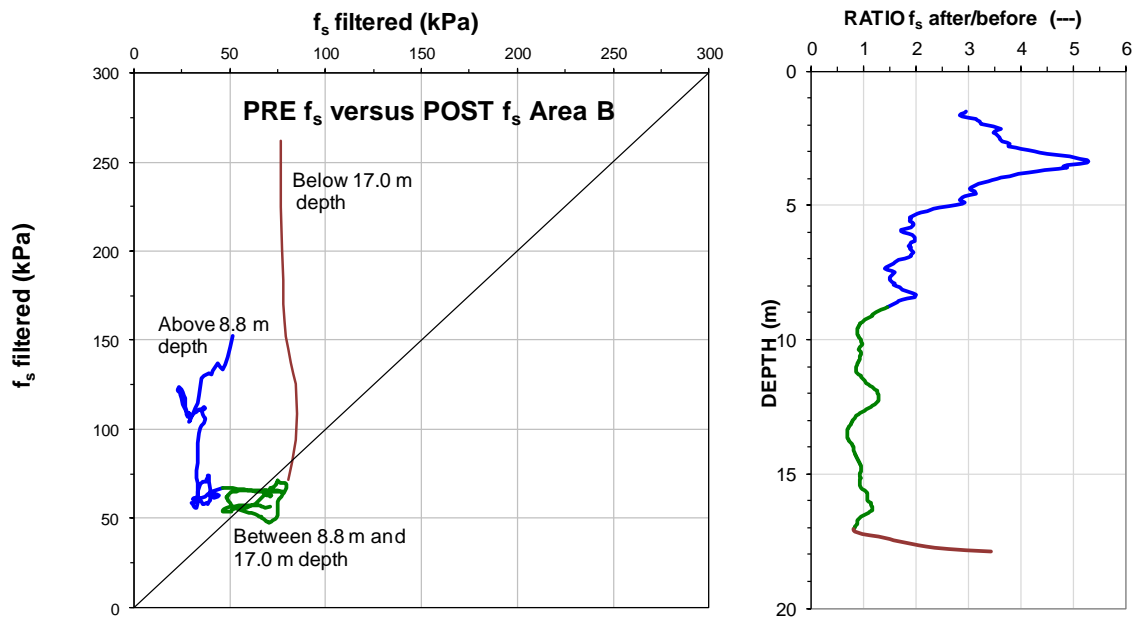 fs filtered (kPa)
0 50 100 150 200 250 300
300
250
200
150
100
50
0
fs filtered (kPa)
PRE fs versus POST fs Area B
Below 17.0 m
depth
Above 8.8 m
depth
Between 8.8 m and
17.0 m depth
RATIO fs after/before (---)
0 1 2 3 4 5 6
0
5
10
15
20
DEPTH (m)